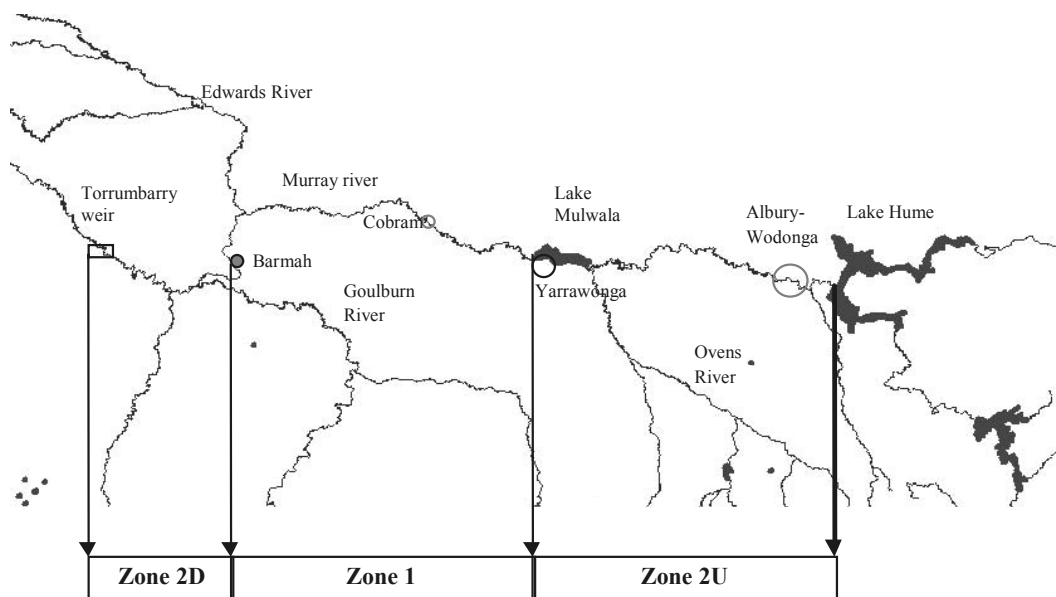 Edwards River
Murray river
Torrumbarry
weir
Cobram
Lake
Mulwala
Albury-
Wodonga
Lake Hume
Barmah
Goulburn
River
Yarrawonga
Ovens
River
Zone 2D
Zone 1
Zone 2U